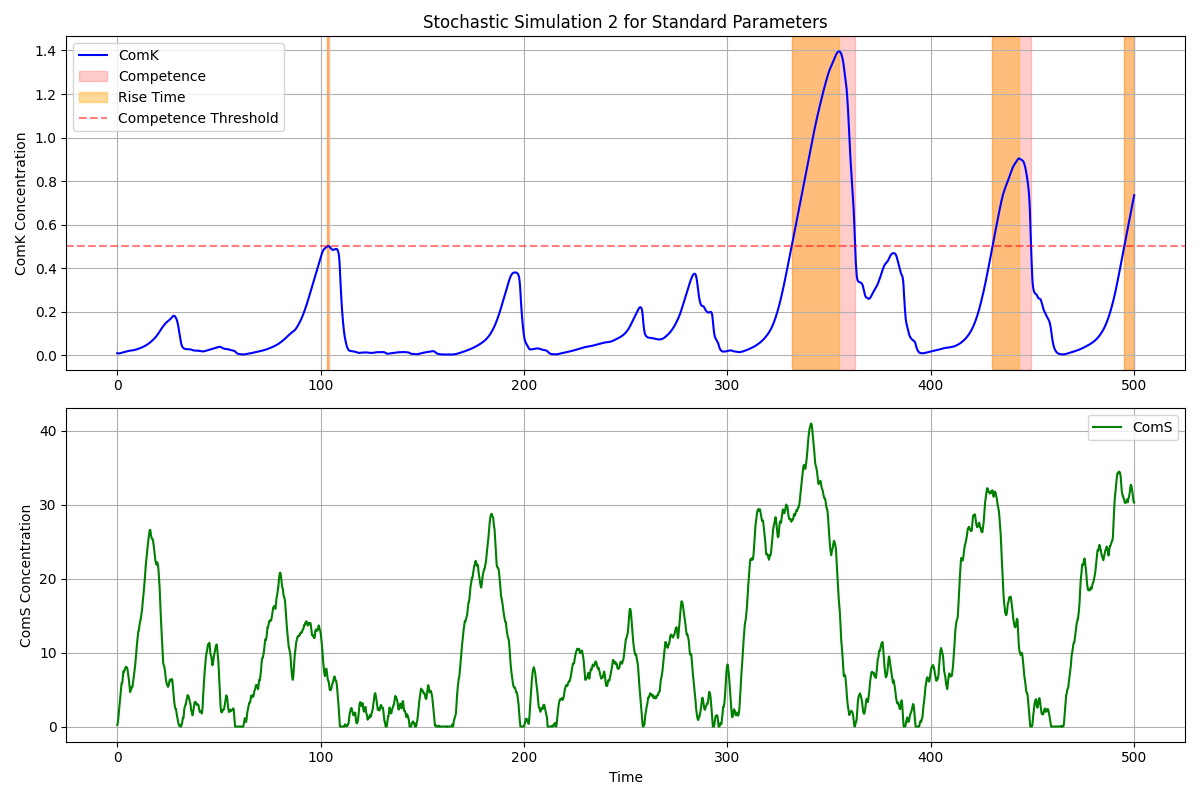 Stochastic Simulation 2 for Standard Parameters
ComK Concentration
1.4
1.2
1.0
0.8
0.6
0.4
0.2
0.0
ComK
Competence
Rise Time
Competence Threshold
0 100 200 300 400 500
ComS Concentration
40
30
20
10
0
ComS
0 100 200 300 400 500
Time